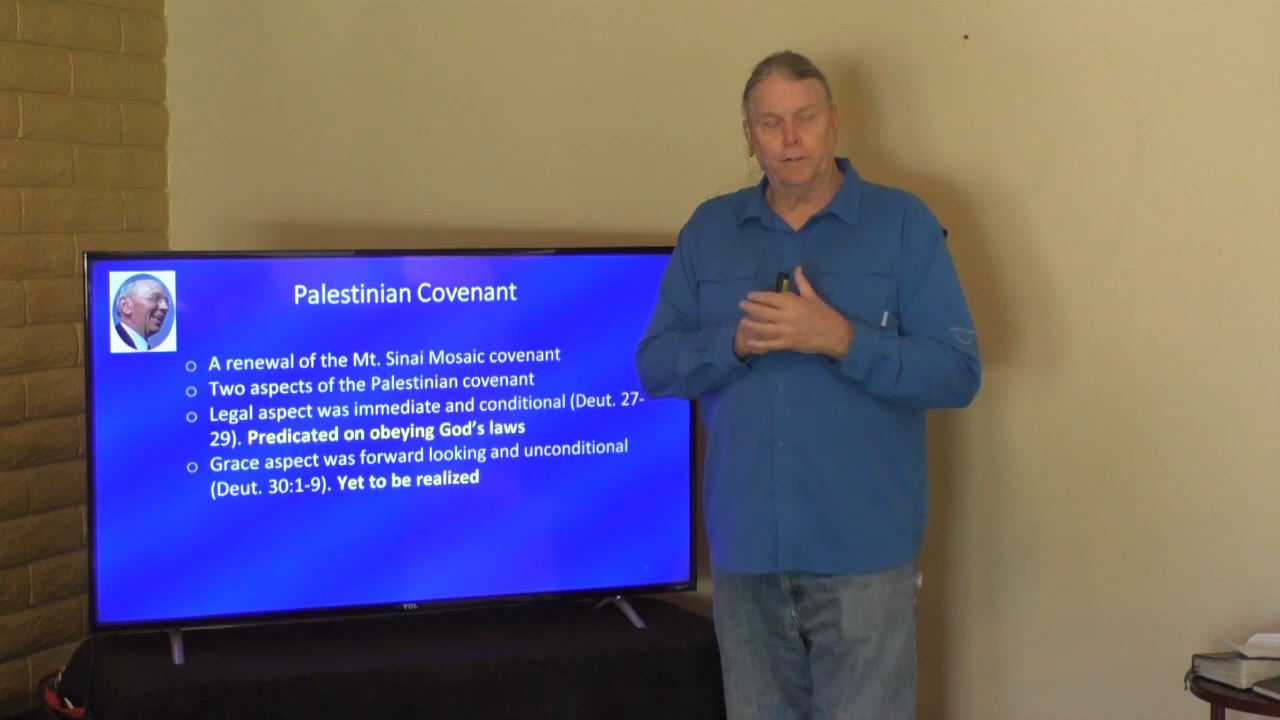 Palestinian Covenant
○ A renewal of the Mt. Sinai Mosaic covenant
○ Two aspects of the Palestinian covenant
○ Legal aspect was immediate and conditional (Deut. 27-
29). Predicated on obeying God's laws
○ Grace aspect was forward looking and unconditional
(Deut. 30:1-9). Yet to be realized
TCL